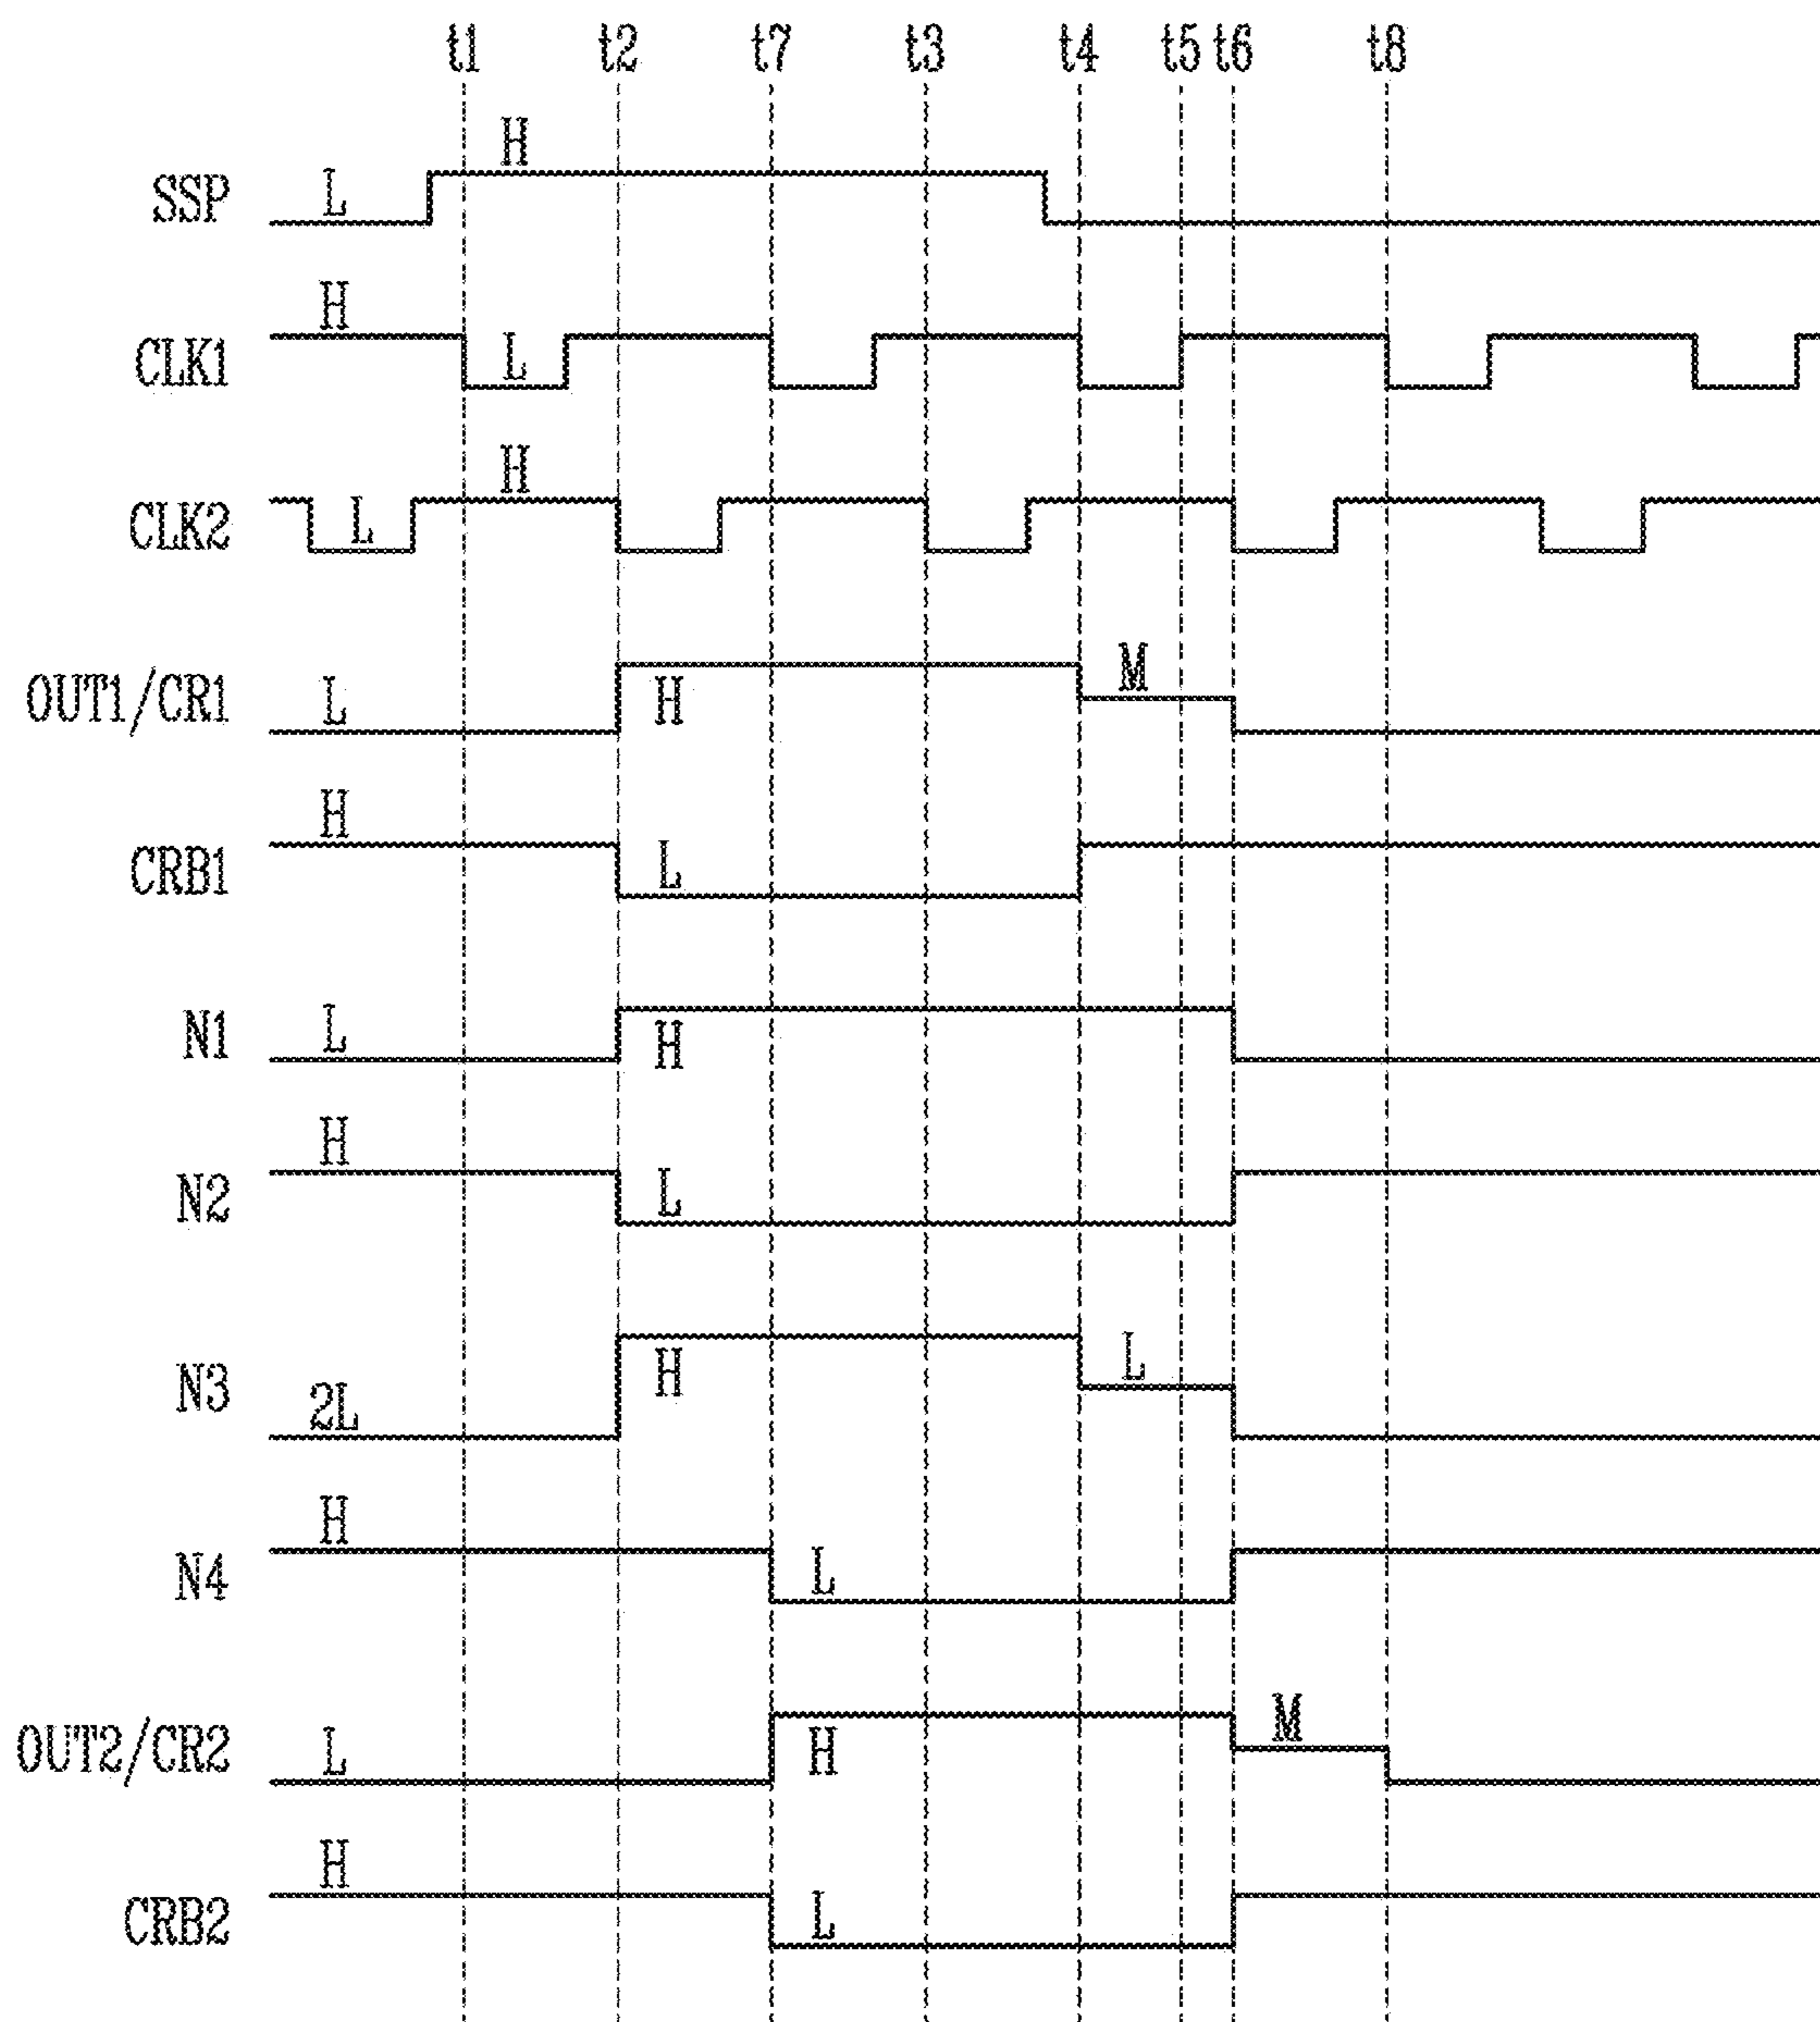 t1 t2 t7 t3 t4 t5 t6 t8
H
SSP L
H
CLK1 L
H
CLK2 L
M
OUT1/CR1 L H
H
CRB1 L
N1 L H
H
N2 L
L
N3 2L H
H
N4 L
M
OUT2/CR2 L H
H
CRB2 L